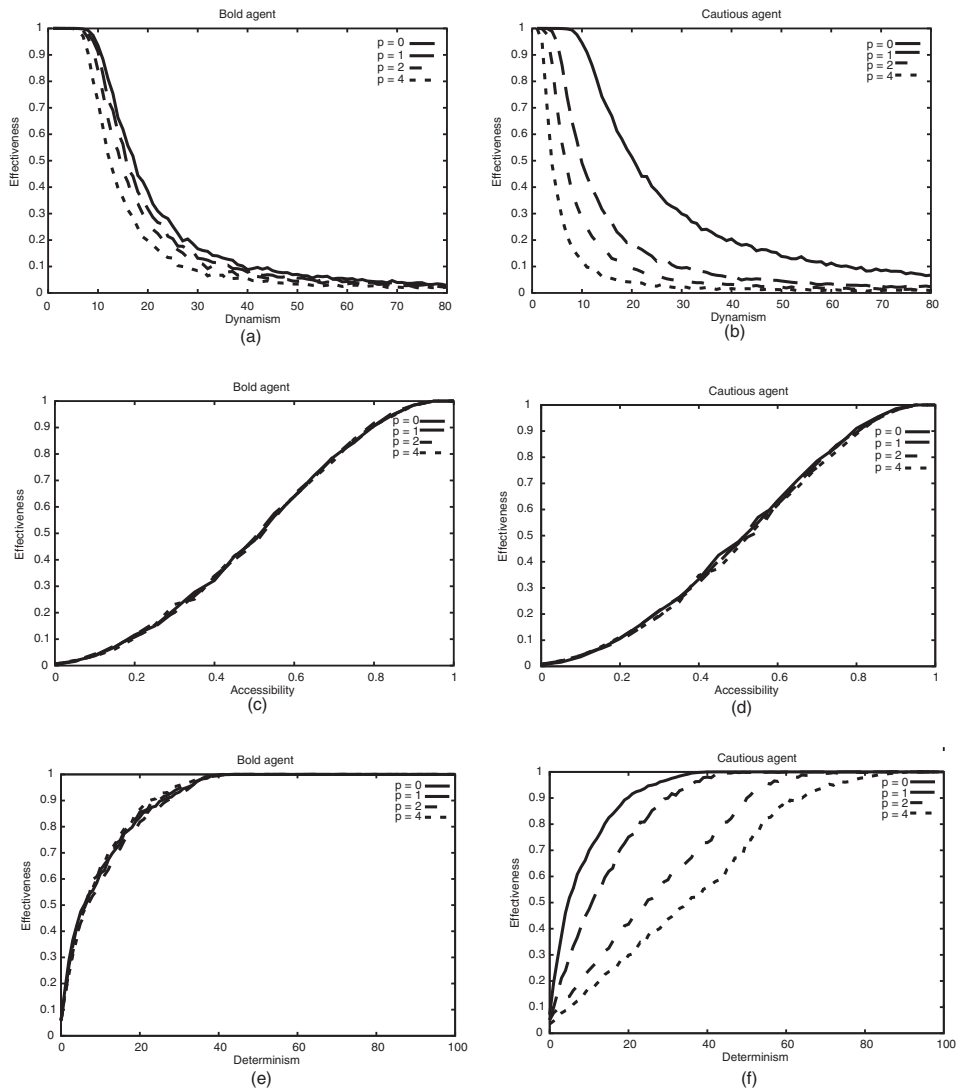 Bold agent
1
0.9
0.8
0.7
0.6
0.5
0.4
0.3
0.2
0.1
0
Effectiveness
p = 0
p = 1
p = 2
p = 4
0 10 20 30 40 50 60 70 80
Dynamism
(a)
Cautious agent
1
0.9
0.8
0.7
0.6
0.5
0.4
0.3
0.2
0.1
0
Effectiveness
p = 0
p = 1
p = 2
p = 4
0 10 20 30 40 50 60 70 80
Dynamism
(b)
Bold agent
1
0.9
0.8
0.7
0.6
0.5
0.4
0.3
0.2
0.1
0
Effectiveness
p = 0
p = 1
p = 2
p = 4
0 0.2 0.4 0.6 0.8 1
Accessibility
(c)
Cautious agent
1
0.9
0.8
0.7
0.6
0.5
0.4
0.3
0.2
0.1
0
Effectiveness
p = 0
p = 1
p = 2
p = 4
0 0.2 0.4 0.6 0.8 1
Accessibility
(d)
Bold agent
1
0.9
0.8
0.7
0.6
0.5
0.4
0.3
0.2
0.1
0
Effectiveness
p = 0
p = 1
p = 2
p = 4
0 20 40 60 80 100
Determinism
(e)
Cautious agent
1
0.9
0.8
0.7
0.6
0.5
0.4
0.3
0.2
0.1
0
Effectiveness
p = 0
p = 1
p = 2
p = 4
0 20 40 60 80 100
Determinism
(f)